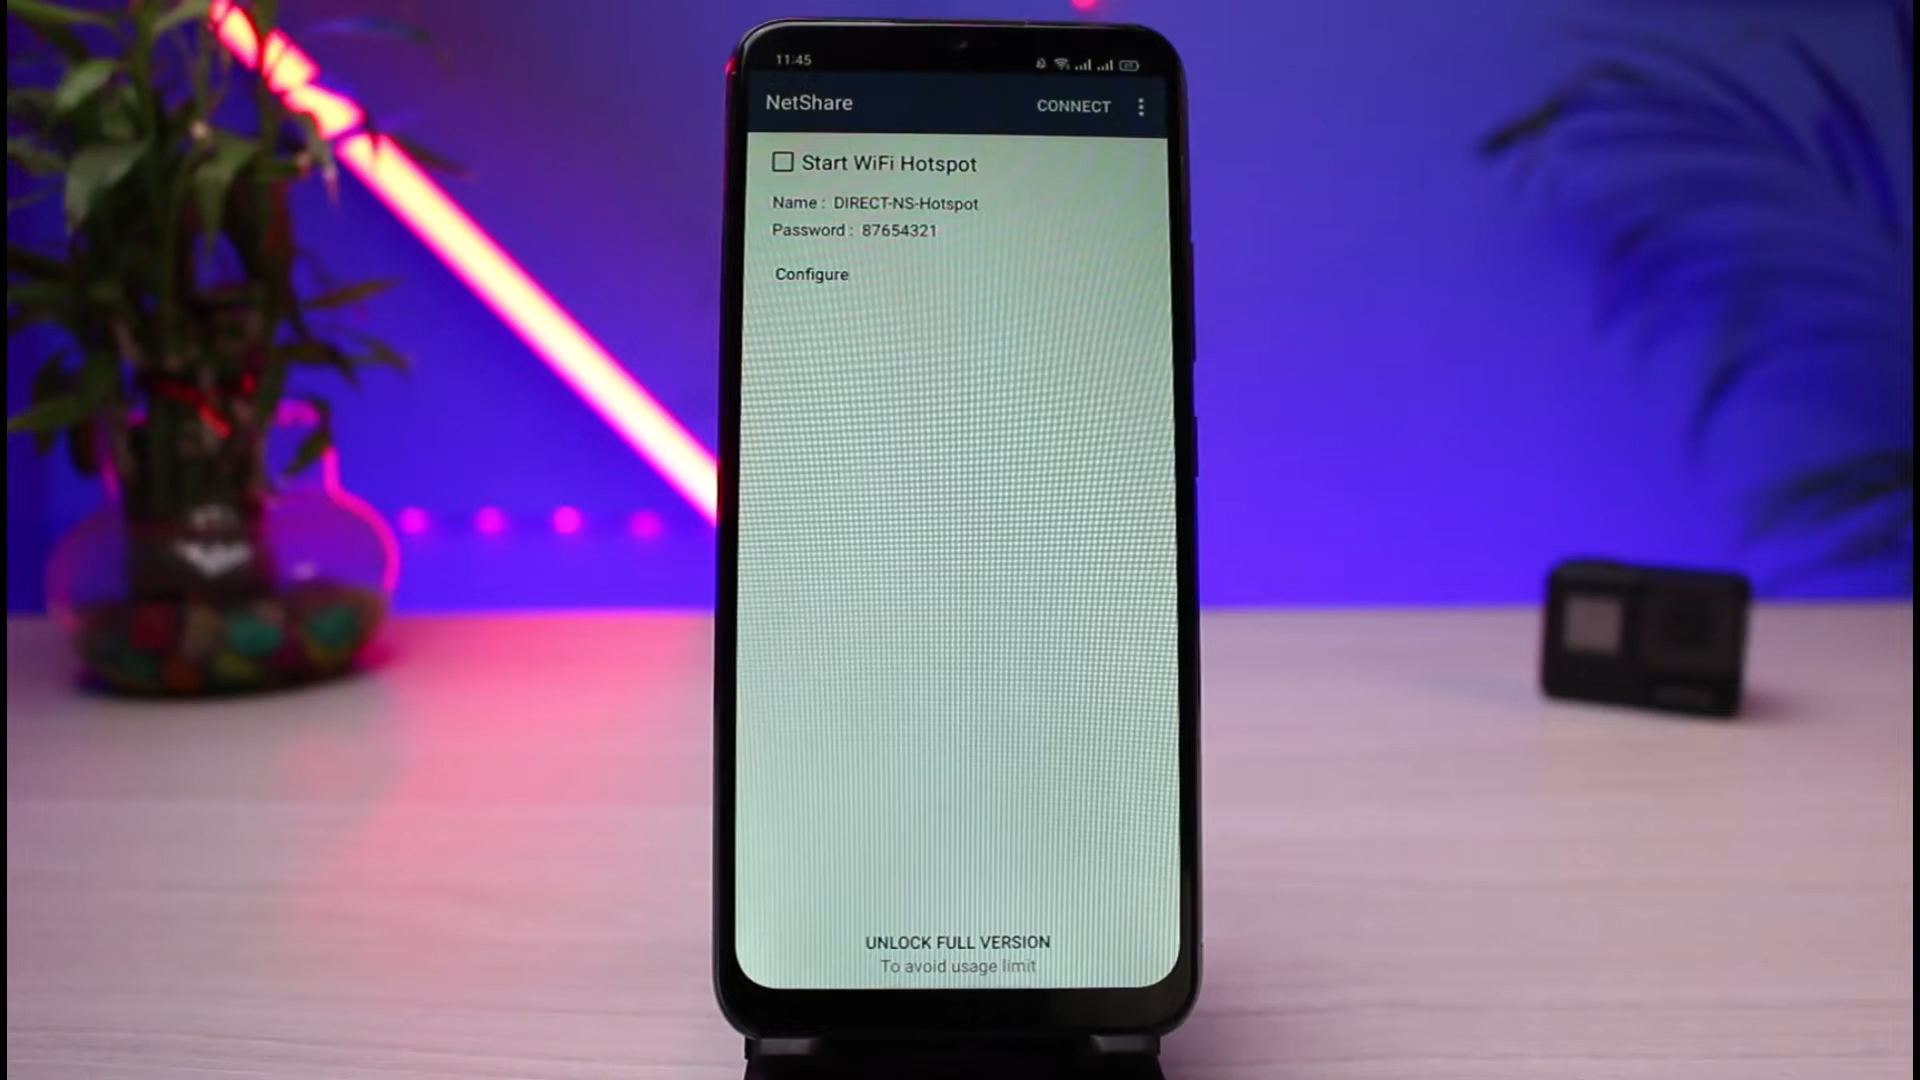 11:45
NetShare
CONNECT
Start WiFi Hotspot
Name : DIRECT-NS-Hotspot
Password : 87654321
Configure
UNLOCK FULL VERSION
To avoid usage limit